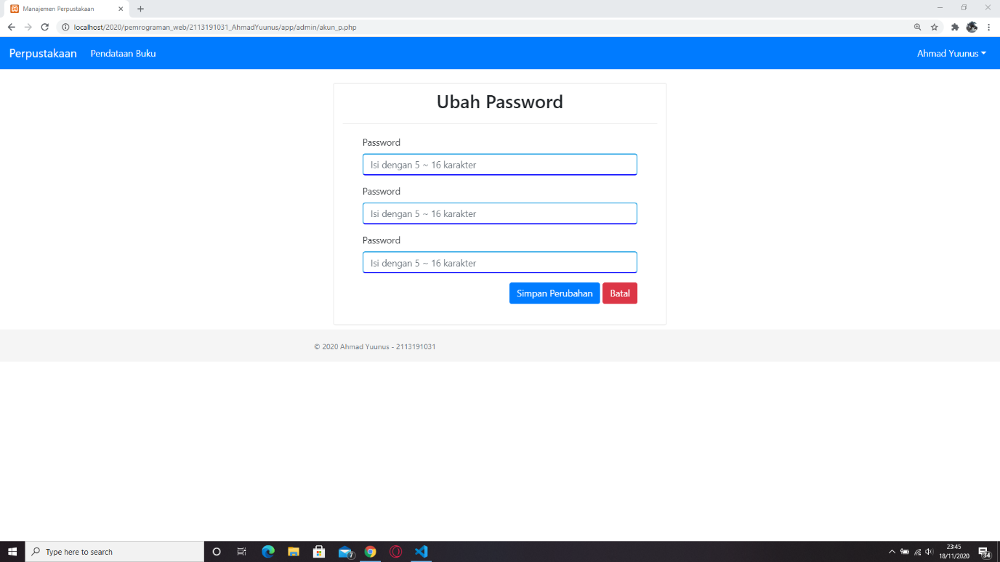 Manajemen Perpustakaan
localhost/2020/pemrograman_web/2113191031_AhmadYuunus/app/admin/akun_p.php
Perpustakaan Pendataan Buku Ahmad Yuunus
Ubah Password
Password
Isi dengan 5 ~ 16 karakter
Password
Isi dengan 5 ~ 16 karakter
Password
Isi dengan 5 ~ 16 karakter
Simpan Perubahan Batal
© 2020 Ahmad Yuunus - 2113191031
Type here to search
7
23:45
18/11/2020
34